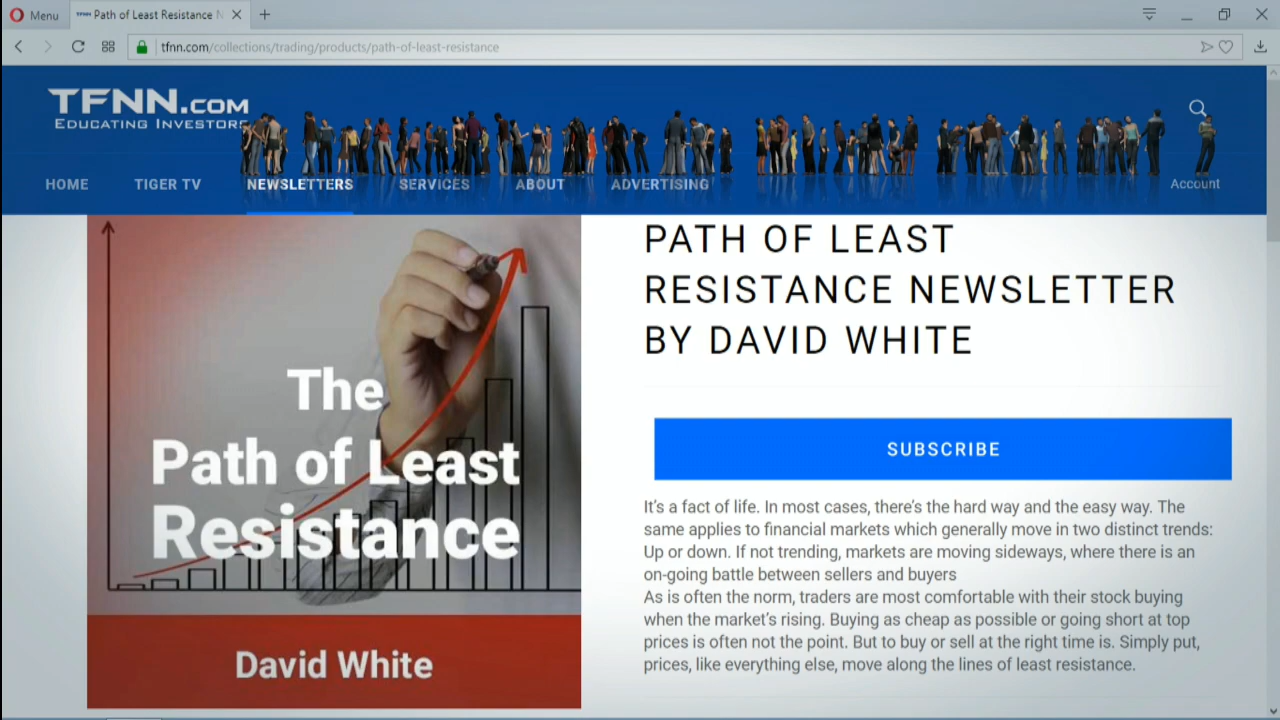 Menu
TFNN Path of Least Resistance N
tfnn.com/collections/trading/products/path-of-least-resistance
TFNN.COM
EDUCATING INVESTORS
HOME TIGER TV NEWSLETTERS SERVICES ABOUT ADVERTISING Account
The
Path of Least
Resistance
David White
PATH OF LEAST
RESISTANCE NEWSLETTER
BY DAVID WHITE
SUBSCRIBE
It's a fact of life. In most cases, there's the hard way and the easy way. The
same applies to financial markets which generally move in two distinct trends:
Up or down. If not trending, markets are moving sideways, where there is an
on-going battle between sellers and buyers
As is often the norm, traders are most comfortable with their stock buying
when the market's rising. Buying as cheap as possible or going short at top
prices is often not the point. But to buy or sell at the right time is. Simply put,
prices, like everything else, move along the lines of least resistance.